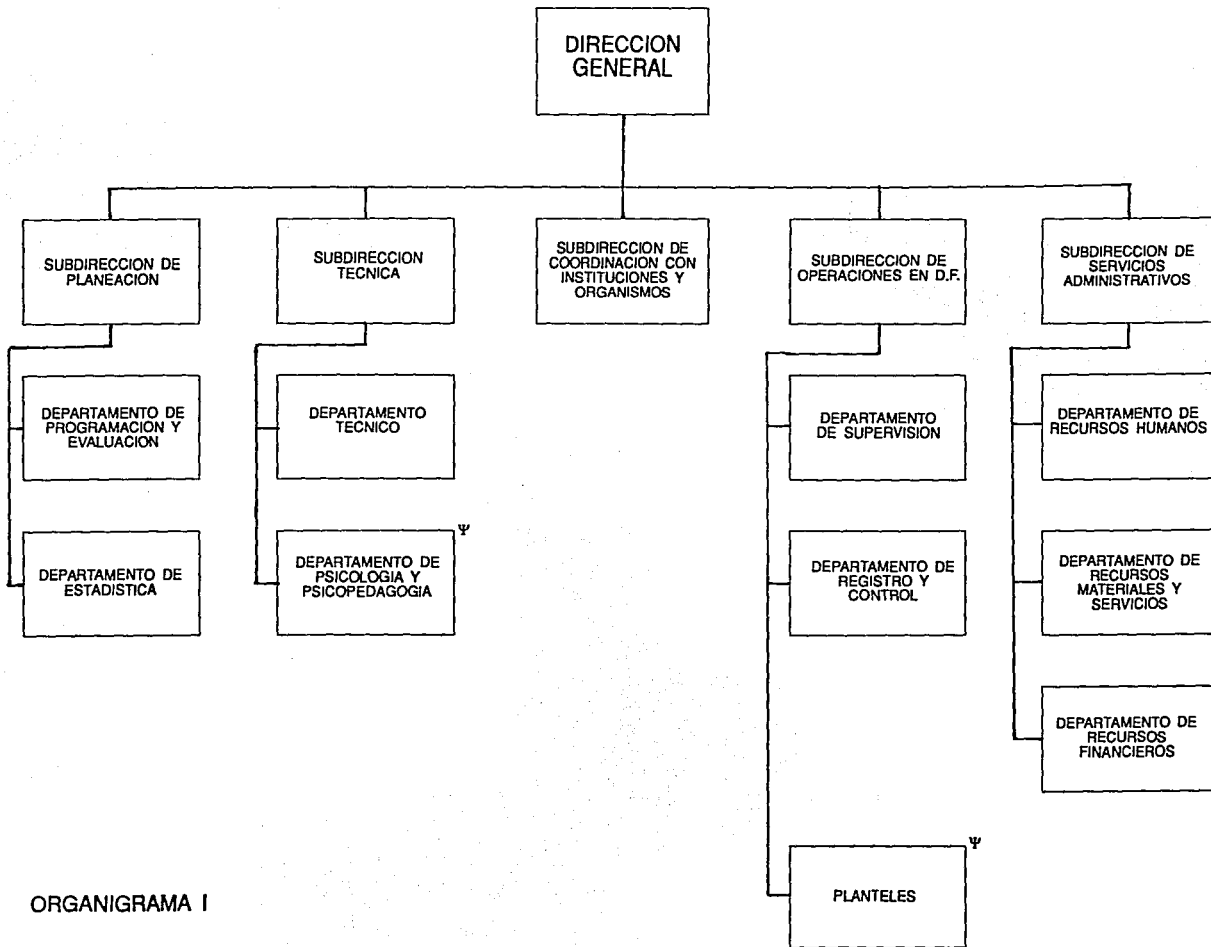 DIRECCION
GENERAL
SUBDIRECCION DE
PLANEACION
SUBDIRECCION
TECNICA
SUBDIRECCION DE
COORDINACION CON
INSTITUCIONES Y
ORGANISMOS
SUBDIRECCION DE
OPERACIONES EN D.F.
SUBDIRECCION DE
SERVICIOS
ADMINISTRATIVOS
DEPARTAMENTO DE
PROGRAMACION Y
EVALUACION
DEPARTAMENTO
TECNICO
DEPARTAMENTO
DE SUPERVISION
DEPARTAMENTO DE
RECURSOS HUMANOS
DEPARTAMENTO DE
ESTADISTICA
Ψ
DEPARTAMENTO DE
PSICOLOGIA Y
PSICOPEDAGOGIA
DEPARTAMENTO DE
REGISTRO Y
CONTROL
DEPARTAMENTO DE
RECURSOS
MATERIALES Y
SERVICIOS
DEPARTAMENTO DE
RECURSOS
FINANCIEROS
Ψ
PLANTELES
ORGANIGRAMA I